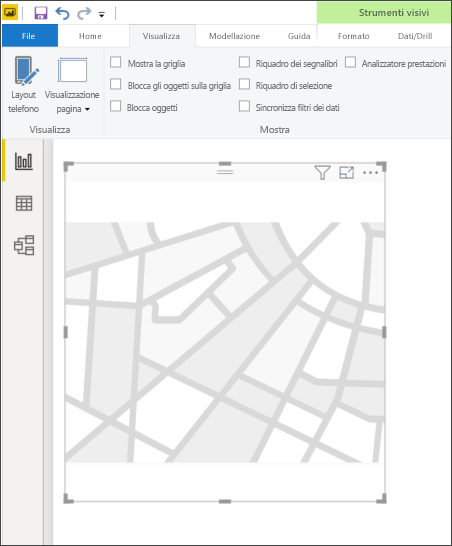 Strumenti visivi
File Home Visualizza Modellazione Guida Formato Dati/Drill
Layout telefono
Visualizzazione pagina
Mostra la griglia
Blocca gli oggetti sulla griglia
Blocca oggetti
Riquadro dei segnalibri
Riquadro di selezione
Sincronizza filtri dei dati
Analizzatore prestazioni
Visualizza
Mostra